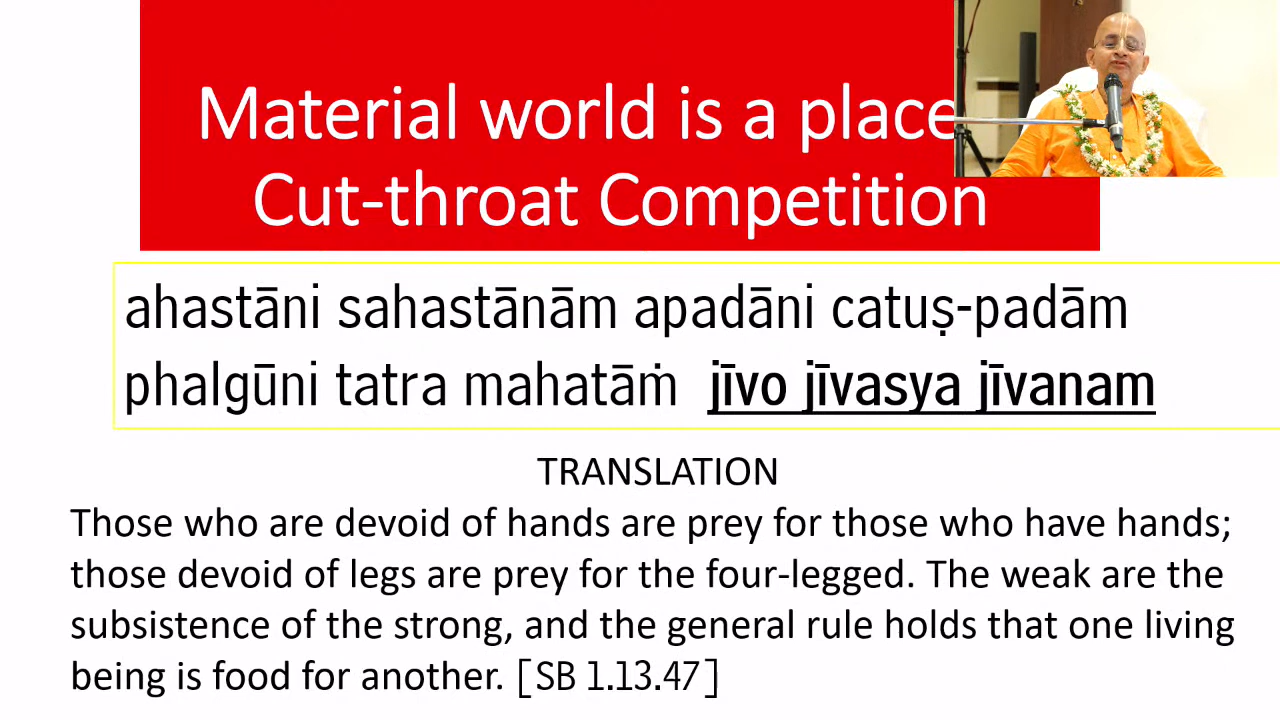 Material world is a place
Cut-throat Competition
ahastāni sahastānām apadāni catuṣ-padām
phalgūni tatra mahatāṁ jīvo jīvasya jīvanam
TRANSLATION
Those who are devoid of hands are prey for those who have hands;
those devoid of legs are prey for the four-legged. The weak are the
subsistence of the strong, and the general rule holds that one living
being is food for another. [SB 1.13.47]